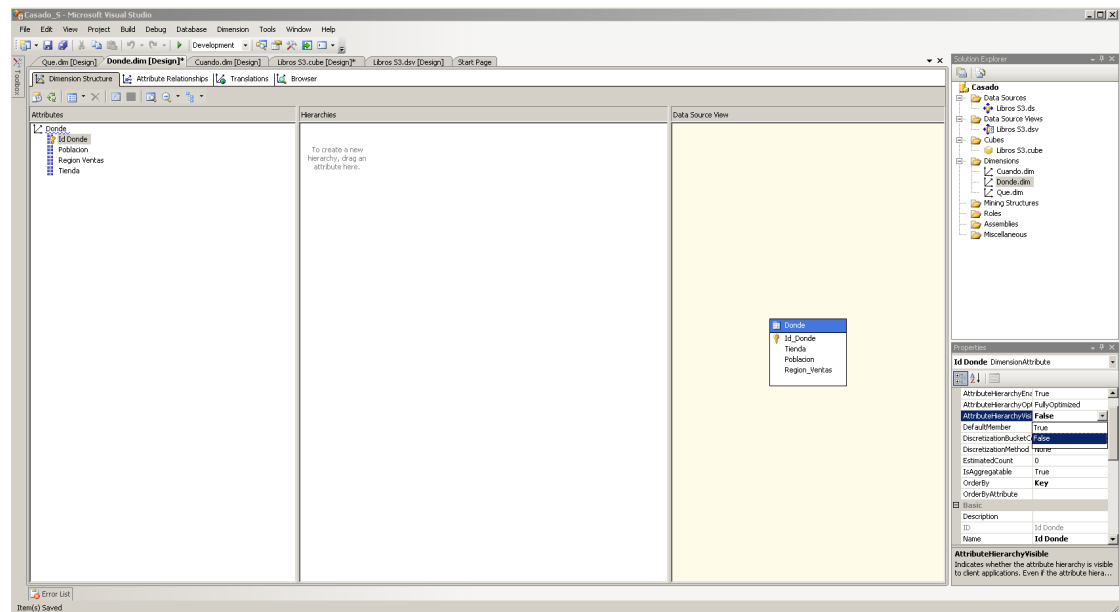 Casado_S - Microsoft Visual Studio
File Edit View Project Build Debug Database Dimension Tools Window Help
Development
Que.dim [Design] Donde.dim [Design]* Cuando.dim [Design] Libros S3.cube [Design]* Libros S3.dsv [Design] Start Page
Toolbox
Dimension Structure Attribute Relationships Translations Browser
Attributes
Donde
Id Donde
Poblacion
Region Ventas
Tienda
Hierarchies
To create a new
hierarchy, drag an
attribute here.
Data Source View
Donde
Id_Donde
Tienda
Poblacion
Region_Ventas
Solution Explorer
Casado
Data Sources
Libros S3.ds
Data Source Views
Libros S3.dsv
Cubes
Libros S3.cube
Dimensions
Cuando.dim
Donde.dim
Que.dim
Mining Structures
Roles
Assemblies
Miscellaneous
Properties
Id Donde DimensionAttribute
AttributeHierarchyEna True
AttributeHierarchyOpt FullyOptimized
AttributeHierarchyVisi False
DefaultMember True
DiscretizationBucketC False
DiscretizationMethod None
EstimatedCount 0
IsAggregatable True
OrderBy Key
OrderByAttribute
Basic
Description
ID Id Donde
Name Id Donde
AttributeHierarchyVisible
Indicates whether the attribute hierarchy is visible
to client applications. Even if the attribute hiera...
Error List
Item(s) Saved